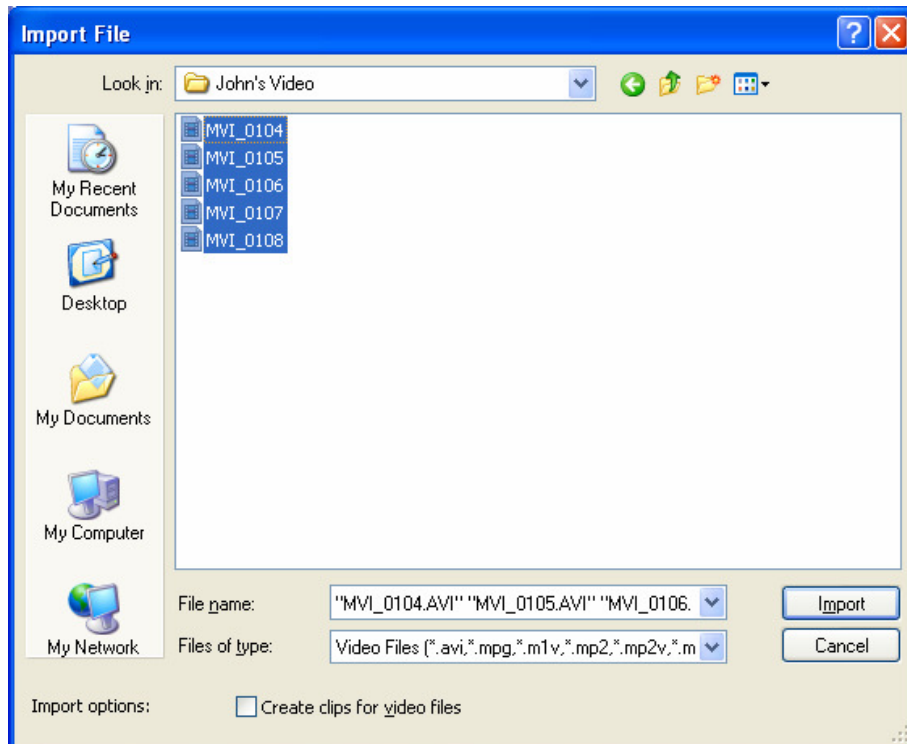 Import File
Look in:
John's Video
MVI_0104
MVI_0105
MVI_0106
MVI_0107
MVI_0108
My Recent
Documents
Desktop
My Documents
My Computer
My Network
File name:
"MVI_0104.AVI" "MVI_0105.AVI" "MVI_0106.
Import
Files of type:
Video Files (*.avi,*.mpg,*.m1v,*.mp2,*.mp2v,*.m
Cancel
Import options:
Create clips for video files